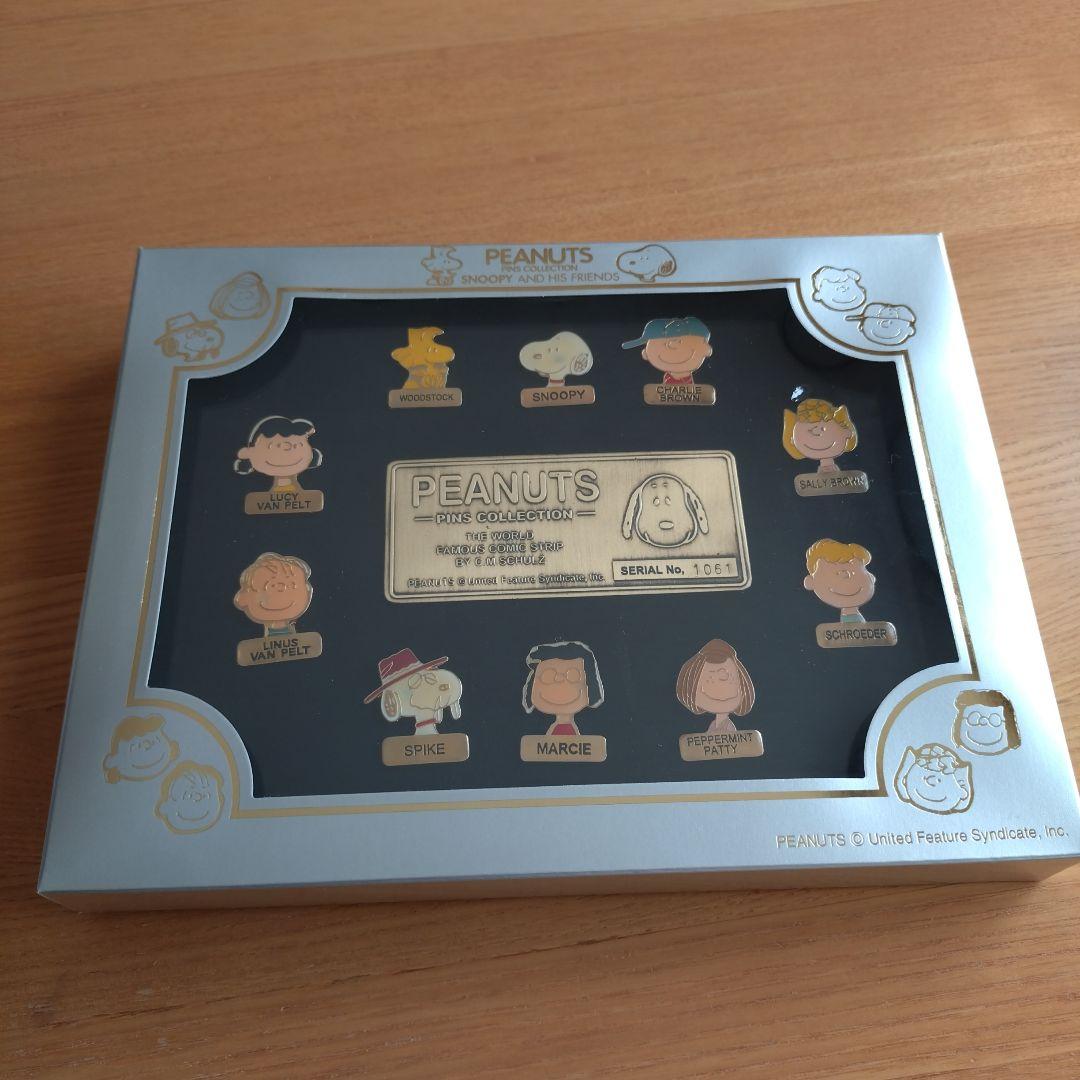 PEANUTS
PINS COLLECTION
SNOOPY AND HIS FRIENDS
WOODSTOCK
SNOOPY
CHARLIE
BROWN
LUCY
VAN PELT
SALLY BROWN
PEANUTS
PINS COLLECTION
THE WORLD
FAMOUS COMIC STRIP
BY C.M SCHULZ
PEANUTS © United Feature Syndicate, Inc.
SERIAL No, 1061
LINUS
VAN PELT
SCHROEDER
SPIKE
MARCIE
PEPPERMINT
PATTY
PEANUTS © United Feature Syndicate, Inc.